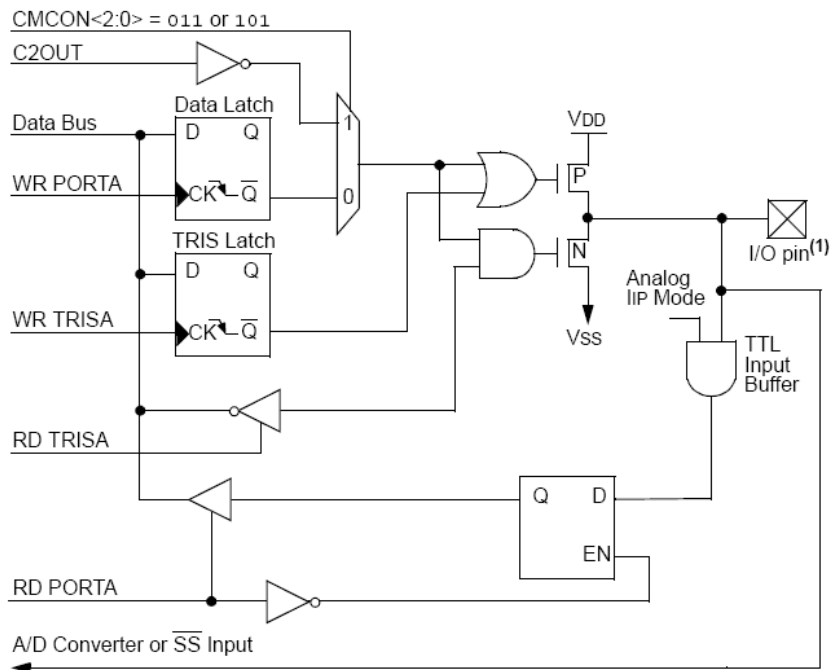 CMCON<2:0> = 011 or 101
C2OUT
Data Latch
Data Bus
D Q
1
VDD
WR PORTA
CK Q̅
0
P
TRIS Latch
D Q
N
I/O pin(1)
Analog
IIP Mode
WR TRISA
CK Q̅
VSS
TTL
Input
Buffer
RD TRISA
Q D
EN
RD PORTA
A/D Converter or S̅S̅ Input